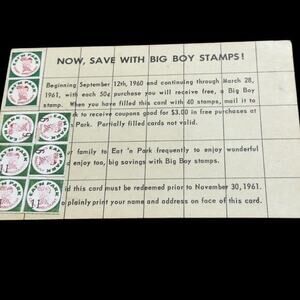 NOW, SAVE WITH BIG BOY STAMPS!
Beginning September 12th, 1960 and continuing through March 28,
1961, with each 50¢ purchase you will receive free, a Big Boy
stamp. When you have filled this card with 40 stamps, mail it to
to receive coupons good for $3.00 in free purchases at
Park. Partially filled cards not valid.
family to Eat 'n Park frequently to enjoy wonderful
enjoy too, big savings with Big Boy stamps.
this card must be redeemed prior to November 30, 1961.
plainly print your name and address on face of this card.